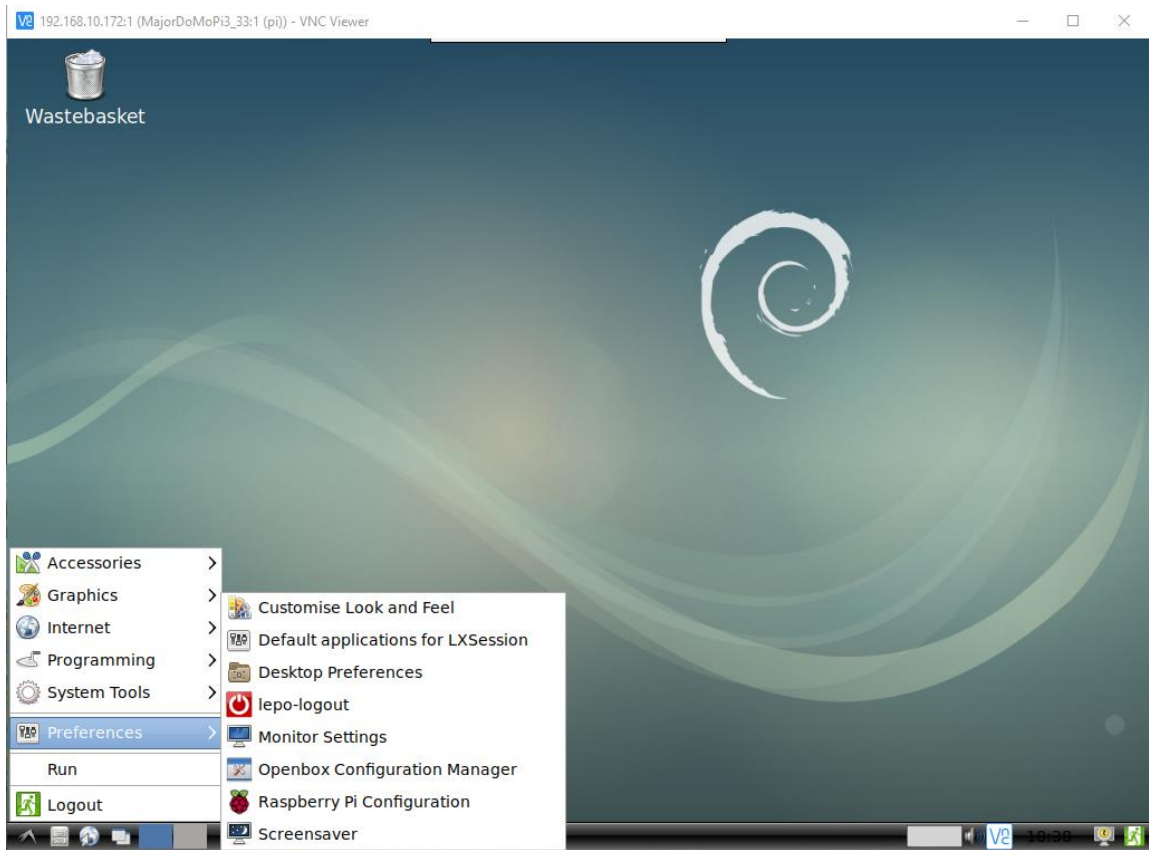 192.168.10.172:1 (MajorDoMoPi3_33:1 (pi)) - VNC Viewer
Wastebasket
Accessories
Graphics
Internet
Programming
System Tools
Preferences
Run
Logout
Customise Look and Feel
Default applications for LXSession
Desktop Preferences
lepo-logout
Monitor Settings
Openbox Configuration Manager
Raspberry Pi Configuration
Screensaver
18:38